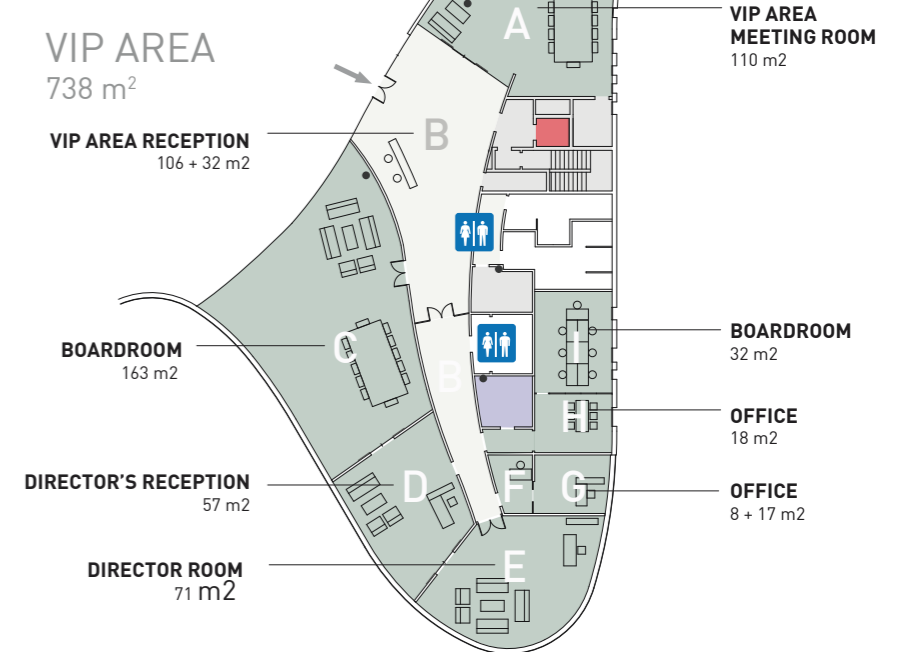 VIP AREA
738 m²
VIP AREA
MEETING ROOM
110 m2
A
B
VIP AREA RECEPTION
106 + 32 m2
BOARDROOM
163 m2
C
B
I
BOARDROOM
32 m2
H
OFFICE
18 m2
DIRECTOR'S RECEPTION
57 m2
D
F
G
OFFICE
8 + 17 m2
DIRECTOR ROOM
71 m2
E